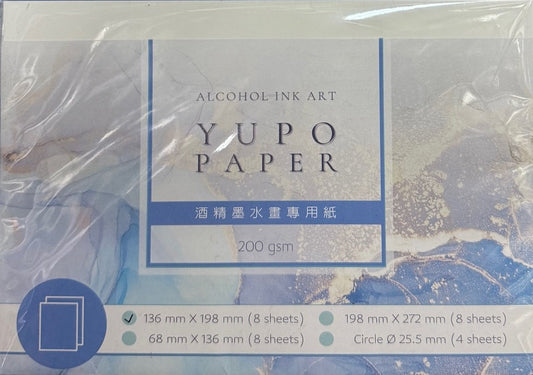 ALCOHOL INK ART
YUPO
PAPER
酒精墨水畫專用紙
200 gsm
136 mm X 198 mm (8 sheets)
198 mm X 272 mm (8 sheets)
68 mm X 136 mm (8 sheets)
Circle Ø 25.5 mm (4 sheets)